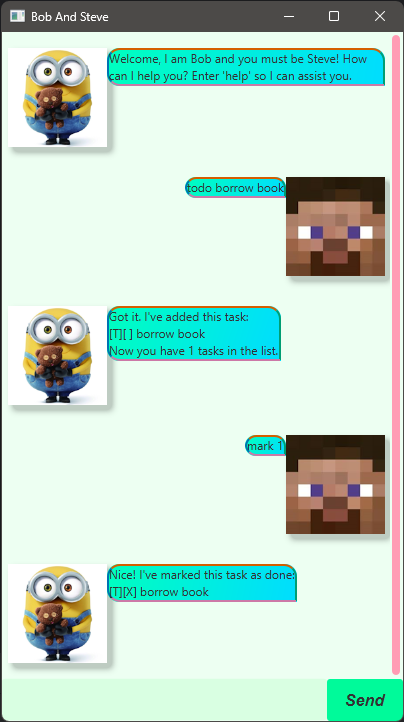 Bob And Steve
Welcome, I am Bob and you must be Steve! How
can I help you? Enter 'help' so I can assist you.
todo borrow book
Got it. I've added this task:
[T][ ] borrow book
Now you have 1 tasks in the list.
mark 1
Nice! I've marked this task as done:
[T][X] borrow book
Send